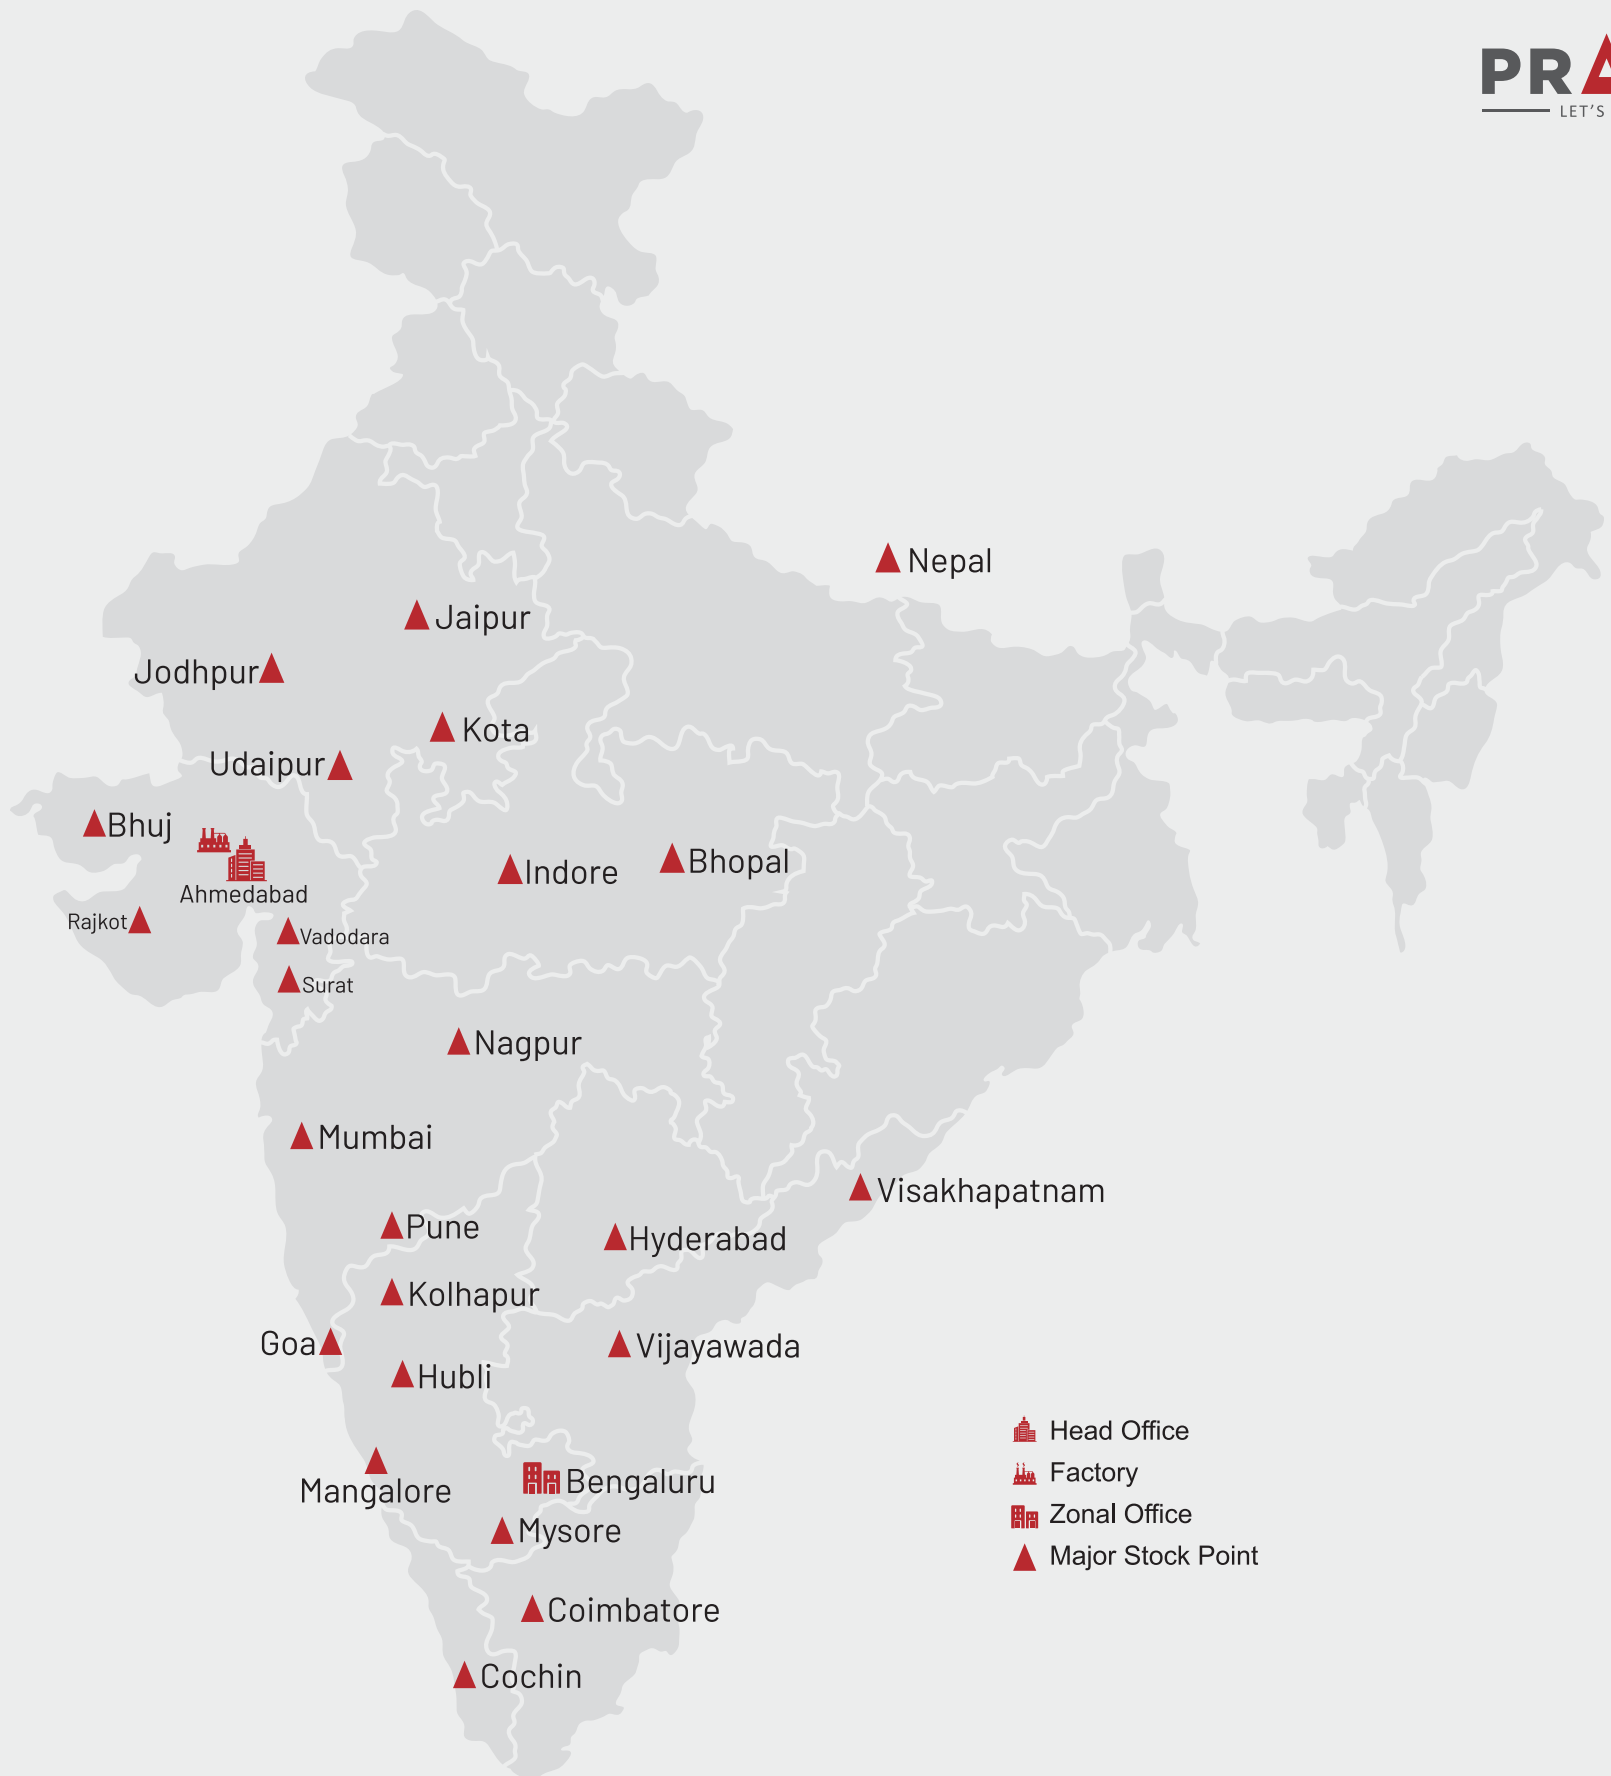 LET'S
Nepal
Jaipur
Jodhpur
Kota
Udaipur
Bhuj
Bhopal
Indore
Ahmedabad
Rajkot
Vadodara
Surat
Nagpur
Mumbai
Visakhapatnam
Pune
Hyderabad
Kolhapur
Goa
Vijayawada
Hubli
Head Office
Factory
Mangalore
Bengaluru
Zonal Office
Mysore
Major Stock Point
Coimbatore
Cochin